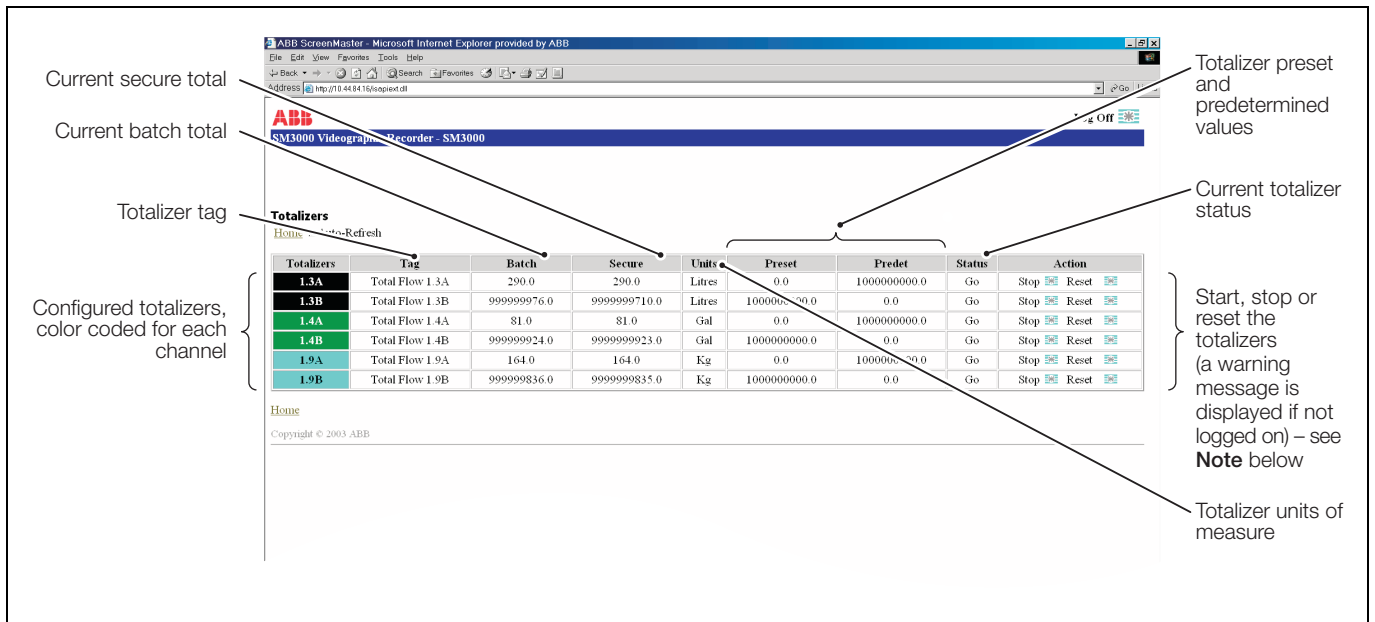 ABB ScreenMaster - Microsoft Internet Explorer provided by ABB
File Edit View Favorites Tools Help
Back Search Favorites
Address http://10.44.84.16/isapiext.dll Go
ABB
Log Off
SM3000 Videographic Recorder - SM3000
Totalizers
Home Auto-Refresh
Totalizers Tag Batch Secure Units Preset Predet Status Action
1.3A Total Flow 1.3A 290.0 290.0 Litres 0.0 1000000000.0 Go Stop Reset
1.3B Total Flow 1.3B 999999976.0 9999999710.0 Litres 1000000100.0 0.0 Go Stop Reset
1.4A Total Flow 1.4A 81.0 81.0 Gal 0.0 1000000000.0 Go Stop Reset
1.4B Total Flow 1.4B 999999924.0 9999999923.0 Gal 1000000000.0 0.0 Go Stop Reset
1.9A Total Flow 1.9A 164.0 164.0 Kg 0.0 Go Stop Reset
1.9B Total Flow 1.9B 999999836.0 9999999835.0 Kg 1000000000.0 0.0 Go Stop Reset
Home
Copyright © 2003 ABB
Current secure total
Current batch total
Totalizer tag
Configured totalizers,
color coded for each
channel
Totalizer preset
and
predetermined
values
Current totalizer
status
Start, stop or
reset the
totalizers
(a warning
message is
displayed if not
logged on) – see
Note below
Totalizer units of
measure